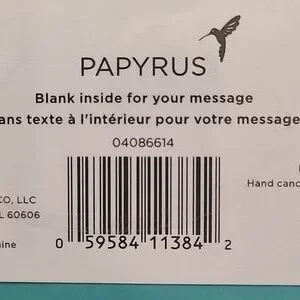 PAPYRUS
Blank inside for your message
ans texte à l'intérieur pour votre message
04086614
CO, LLC
L 60606
ine
Hand canc
0 59584 11384 2